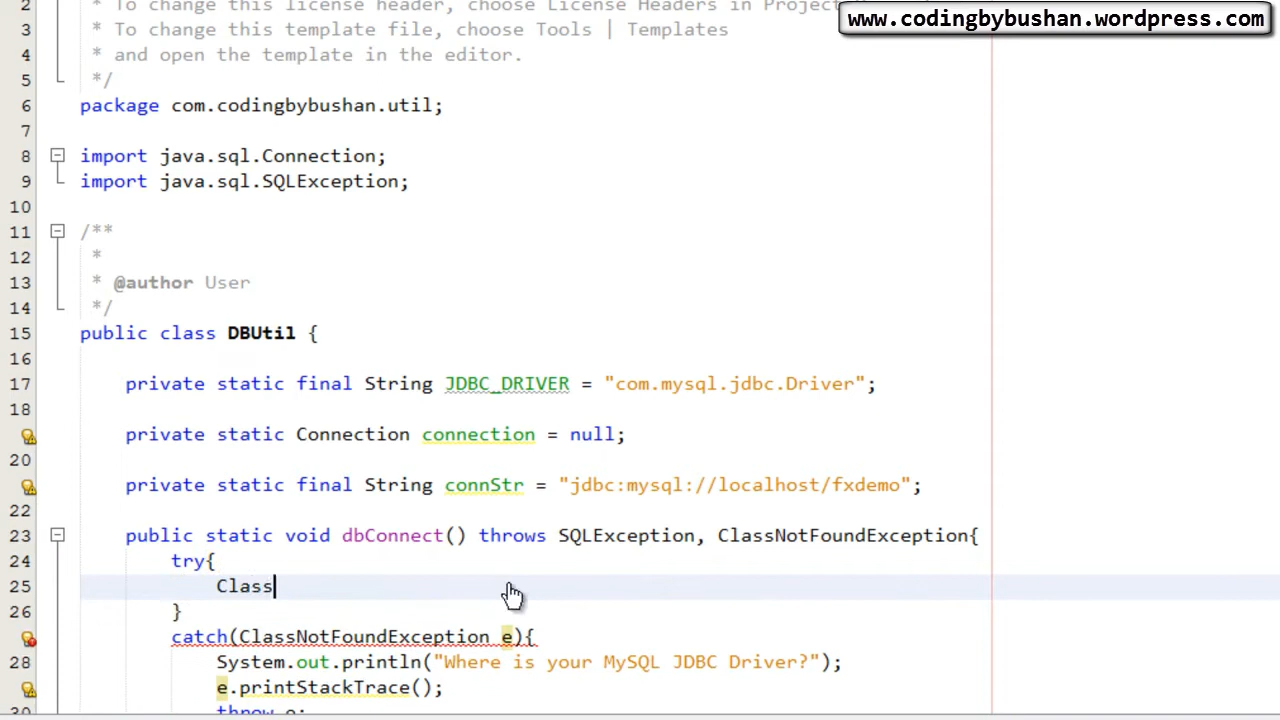 2 * To change this license header, choose License Headers in Project
www.codingbybushan.wordpress.com
3 * To change this template file, choose Tools | Templates
4 * and open the template in the editor.
5 */
6 package com.codingbybushan.util;
7
8 import java.sql.Connection;
9 import java.sql.SQLException;
10
11 /**
12 *
13 * @author User
14 */
15 public class DBUtil {
16
17 private static final String JDBC_DRIVER = "com.mysql.jdbc.Driver";
18
private static Connection connection = null;
20
private static final String connStr = "jdbc:mysql://localhost/fxdemo";
22
23 public static void dbConnect() throws SQLException, ClassNotFoundException{
24 try{
25 Class
26 }
catch(ClassNotFoundException e){
28 System.out.println("Where is your MySQL JDBC Driver?");
e.printStackTrace();
30 throw e;